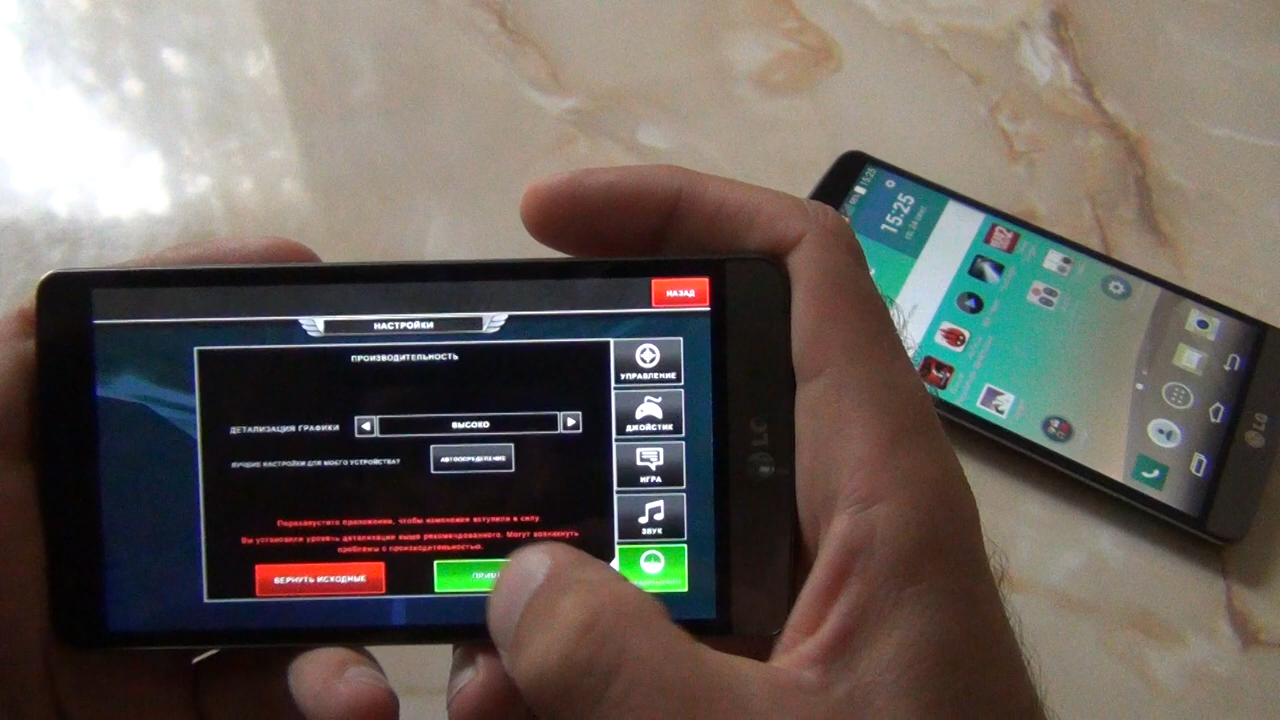 НАЗАД
НАСТРОЙКИ
ПРОИЗВОДИТЕЛЬНОСТЬ
УПРАВЛЕНИЕ
ДЕТАЛИЗАЦИЯ ГРАФИКИ
ВЫСОКО
ДЖОЙСТИК
ЛУЧШИЕ НАСТРОЙКИ ДЛЯ МОЕГО УСТРОЙСТВА?
АВТООПРЕДЕЛЕНИЕ
ИГРА
ЗВУК
Перезапустите приложение, чтобы изменения вступили в силу
Вы установили уровень детализации выше рекомендованного. Могут возникнуть
проблемы с производительностью.
ВЕРНУТЬ ИСХОДНЫЕ
LG
15:25
15:25
LG